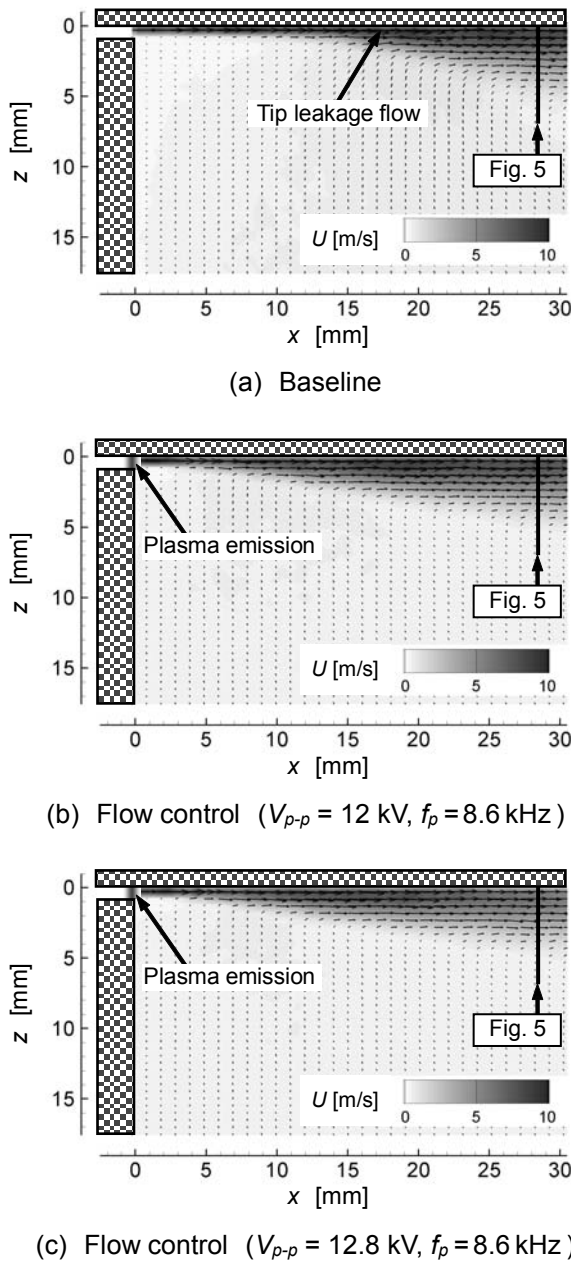 0
5
10
15
z [mm]
Tip leakage flow
Fig. 5
U [m/s]
0 5 10
0 5 10 15 20 25 30
x [mm]
(a) Baseline
0
5
10
15
z [mm]
Plasma emission
Fig. 5
U [m/s]
0 5 10
0 5 10 15 20 25 30
x [mm]
(b) Flow control (Vp-p = 12 kV, fp = 8.6 kHz )
0
5
10
15
z [mm]
Plasma emission
Fig. 5
U [m/s]
0 5 10
0 5 10 15 20 25 30
x [mm]
(c) Flow control (Vp-p = 12.8 kV, fp = 8.6 kHz)